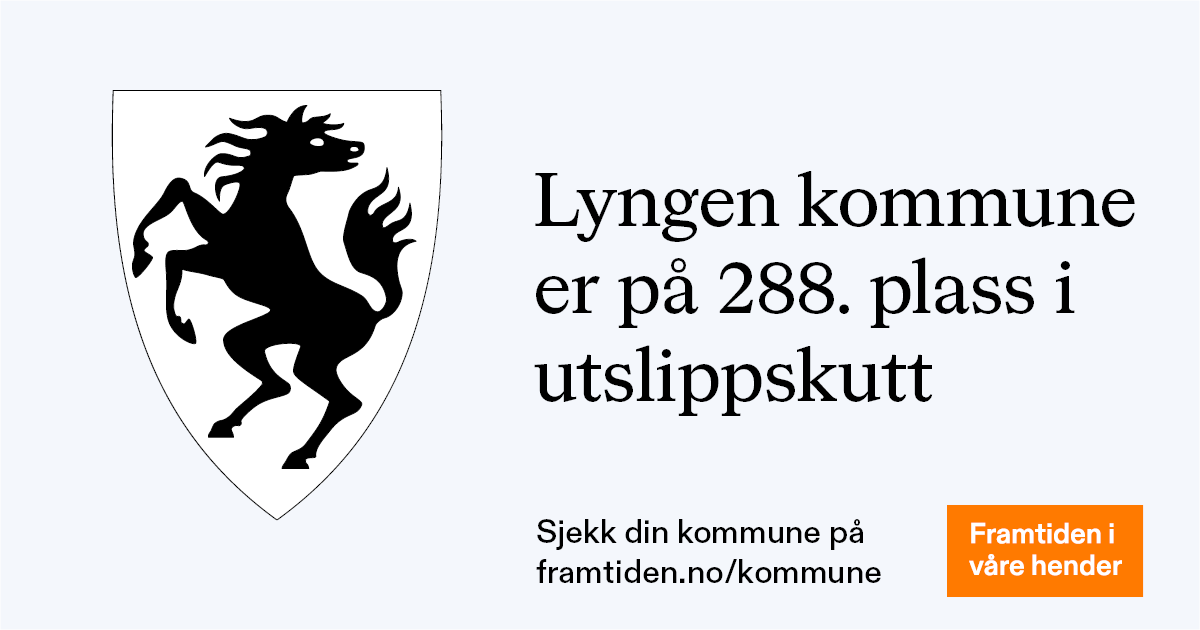 Lyngen kommune
er på 288. plass i
utslippskutt
Sjekk din kommune på
framtiden.no/kommune
Framtiden i
våre hender